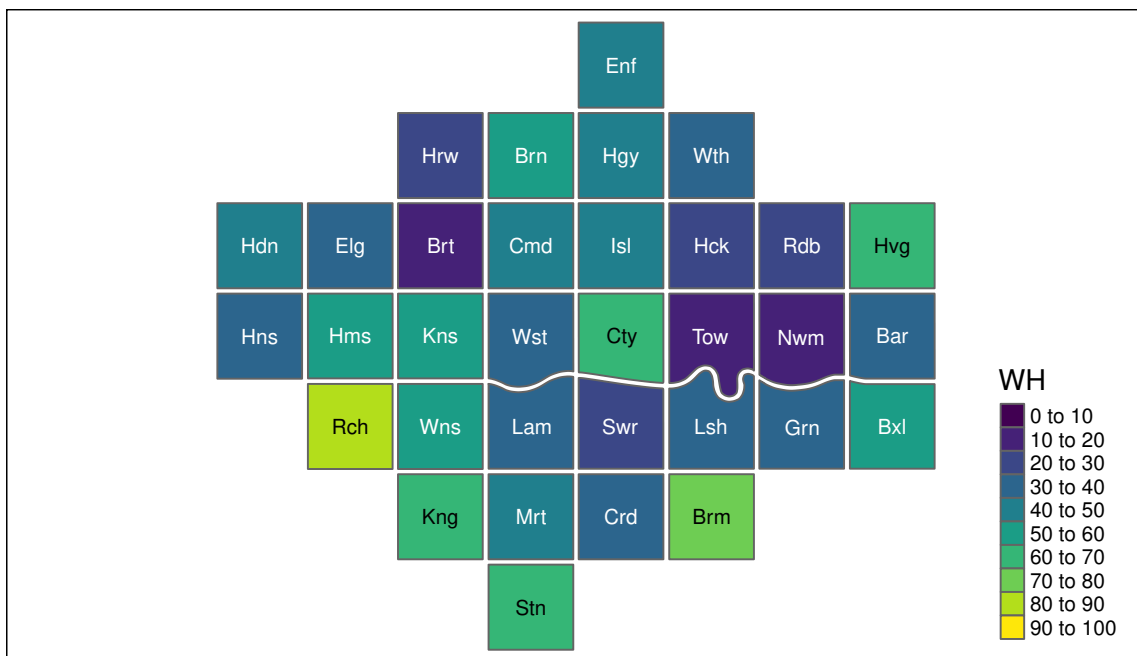 Enf
Hrw Brn Hgy Wth
Hdn Elg Brt Cmd Isl Hck Rdb Hvg
Hns Hms Kns Wst Cty Tow Nwm Bar
Rch Wns Lam Swr Lsh Grn Bxl
Kng Mrt Crd Brm
Stn
WH
0 to 10
10 to 20
20 to 30
30 to 40
40 to 50
50 to 60
60 to 70
70 to 80
80 to 90
90 to 100